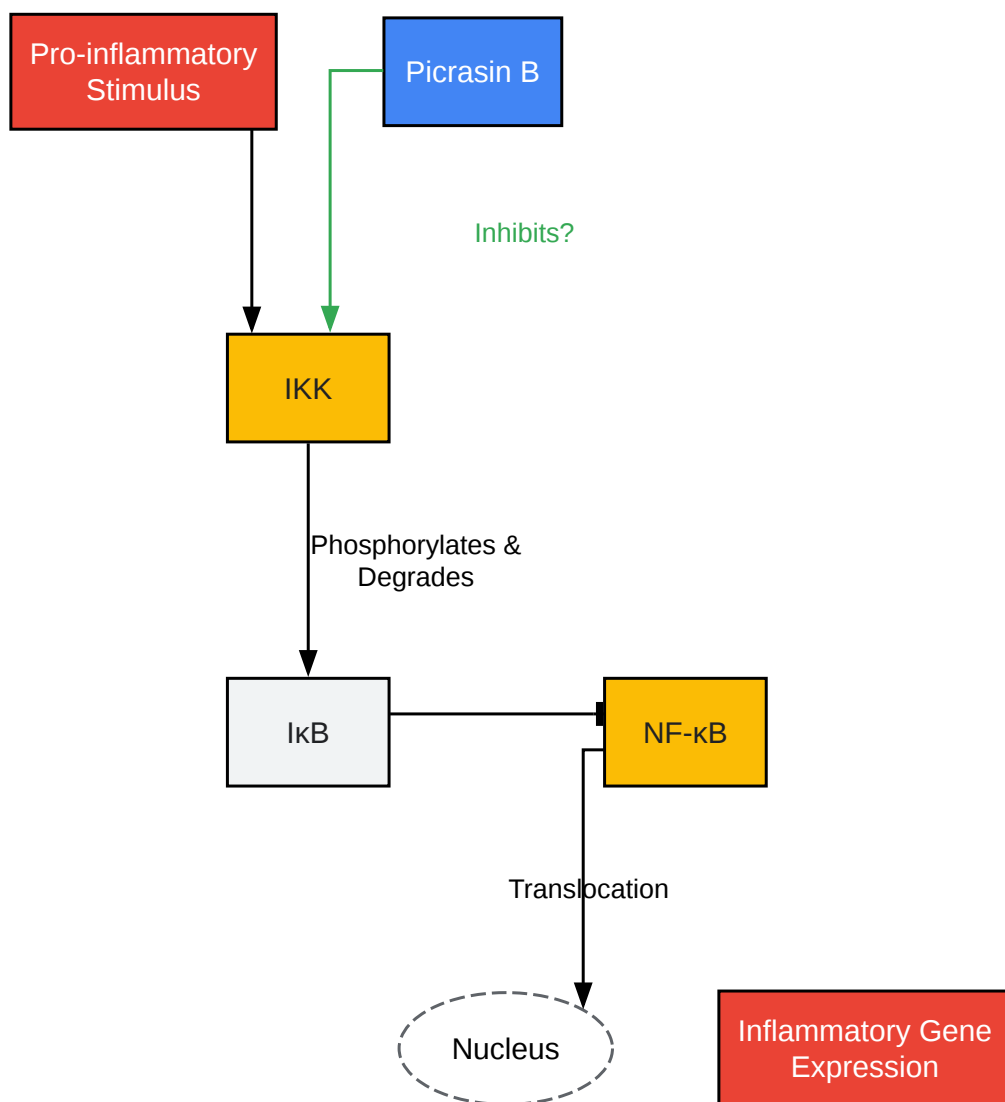 Pro-inflammatory
Stimulus
Picrasin B
Inhibits?
IKK
Phosphorylates &
Degrades
IκB
NF-κB
Translocation
Nucleus
Inflammatory Gene
Expression